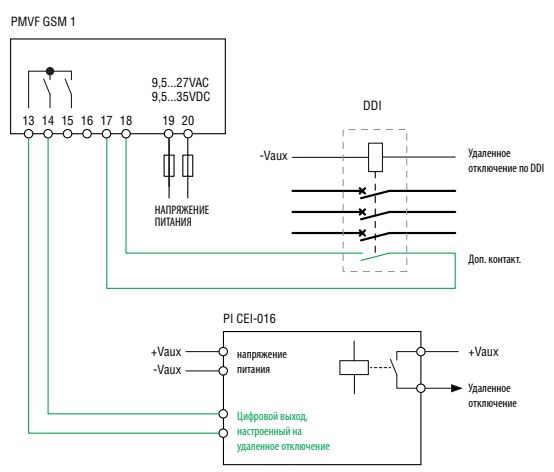 PMVF GSM 1
9,5...27VAC
9,5...35VDC
13 14 15 16 17 18 19 20
НАПРЯЖЕНИЕ
ПИТАНИЯ
DDI
-Vaux
Удаленное
отключение по DDI
Доп. контакт.
PI CEI-016
+Vaux
-Vaux
напряжение
питания
Цифровой выход,
настроенный на
удаленное отключение
+Vaux
Удаленное
отключение